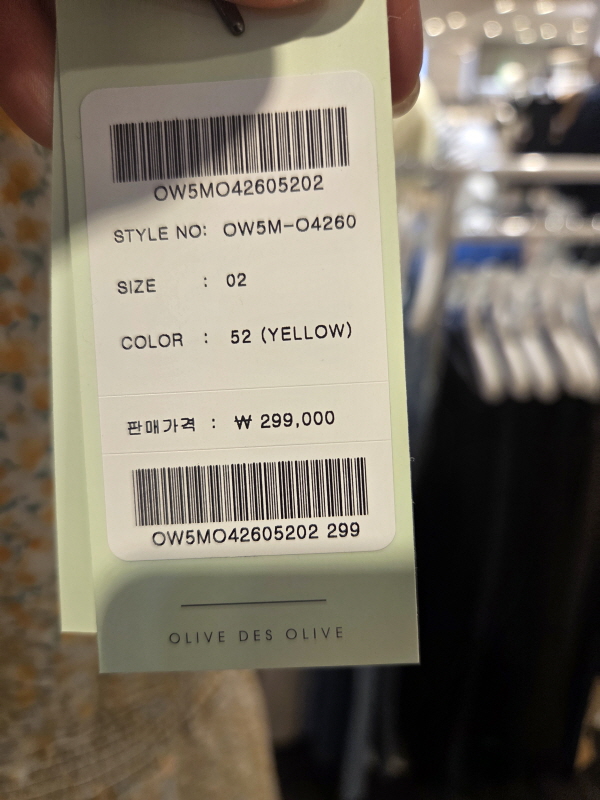 OW5MO42605202
STYLE NO: OW5M-O4260
SIZE : 02
COLOR : 52 (YELLOW)
판매가격 : ₩ 299,000
OW5MO42605202 299
OLIVE DES OLIVE